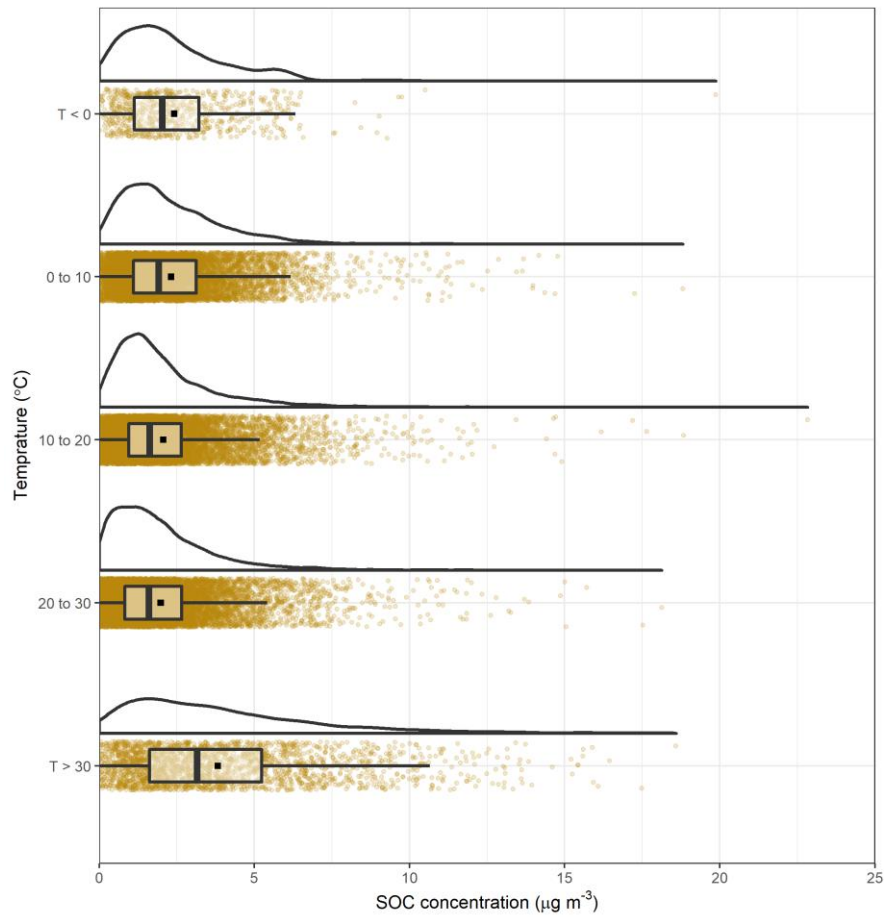 Temprature (°C)
T < 0
0 to 10
10 to 20
20 to 30
T > 30
0 5 10 15 20 25
SOC concentration (μg m⁻³)